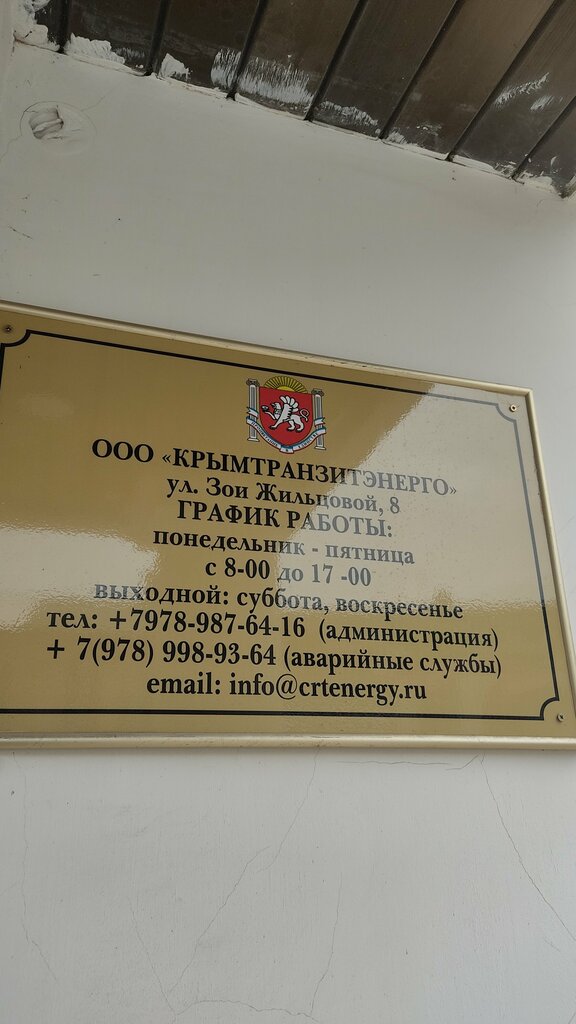 ООО «КРЫМТРАНЗИТЭНЕРГО»
ул. Зои Жильцовой, 8
ГРАФИК РАБОТЫ:
понедельник - пятница
с 8-00 до 17 -00
выходной: суббота, воскресенье
тел: +7978-987-64-16 (администрация)
+ 7(978) 998-93-64 (аварийные службы)
email: info@crtenergy.ru